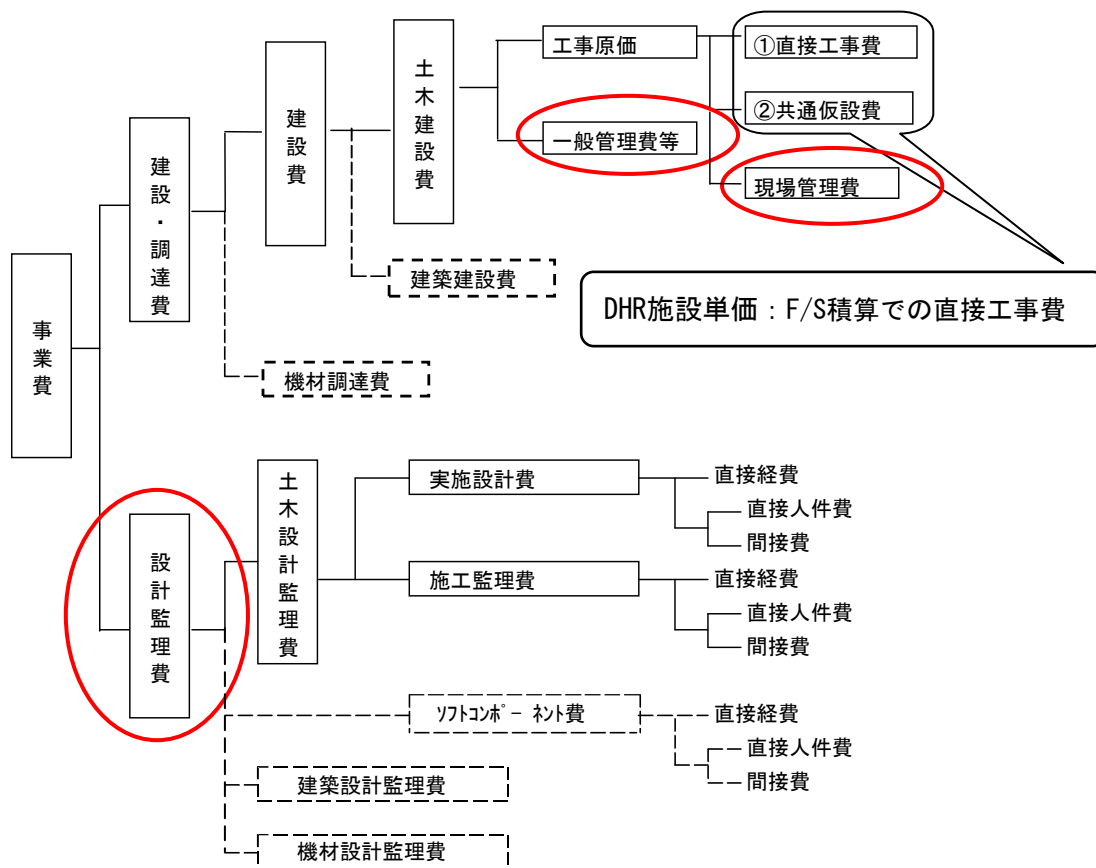 事業費
建設・調達費
建設費
土木建設費
工事原価
①直接工事費
②共通仮設費
一般管理費等
現場管理費
建築建設費
DHR施設単価：F/S積算での直接工事費
機材調達費
設計監理費
土木設計監理費
実施設計費
直接経費
直接人件費
間接費
施工監理費
直接経費
直接人件費
間接費
ｿﾌﾄｺﾝﾎﾟｰﾈﾝﾄ費
直接経費
直接人件費
間接費
建築設計監理費
機材設計監理費